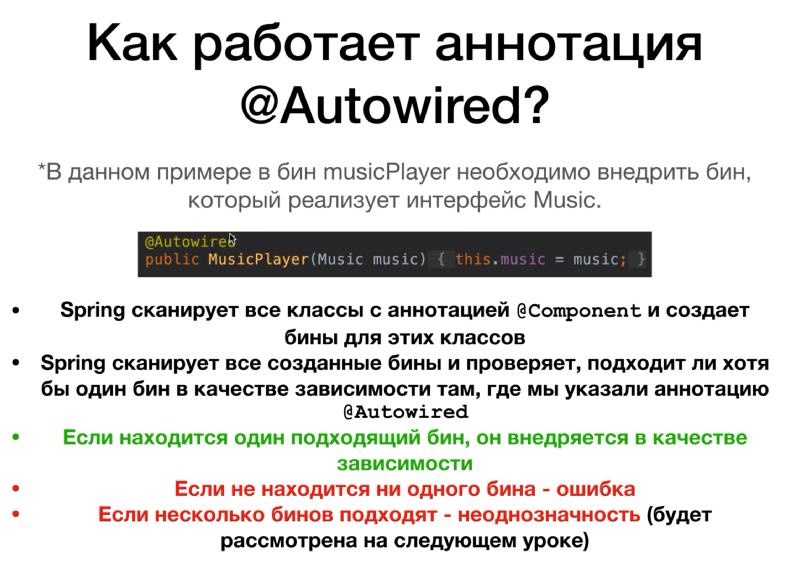 Как работает аннотация
@Autowired?
*В данном примере в бин musicPlayer необходимо внедрить бин,
который реализует интерфейс Music.
@Autowired
public MusicPlayer(Music music) { this.music = music; }
• Spring сканирует все классы с аннотацией @Component и создает
бины для этих классов
• Spring сканирует все созданные бины и проверяет, подходит ли хотя
бы один бин в качестве зависимости там, где мы указали аннотацию
@Autowired
• Если находится один подходящий бин, он внедряется в качестве
зависимости
• Если не находится ни одного бина - ошибка
• Если несколько бинов подходят - неоднозначность (будет
рассмотрена на следующем уроке)